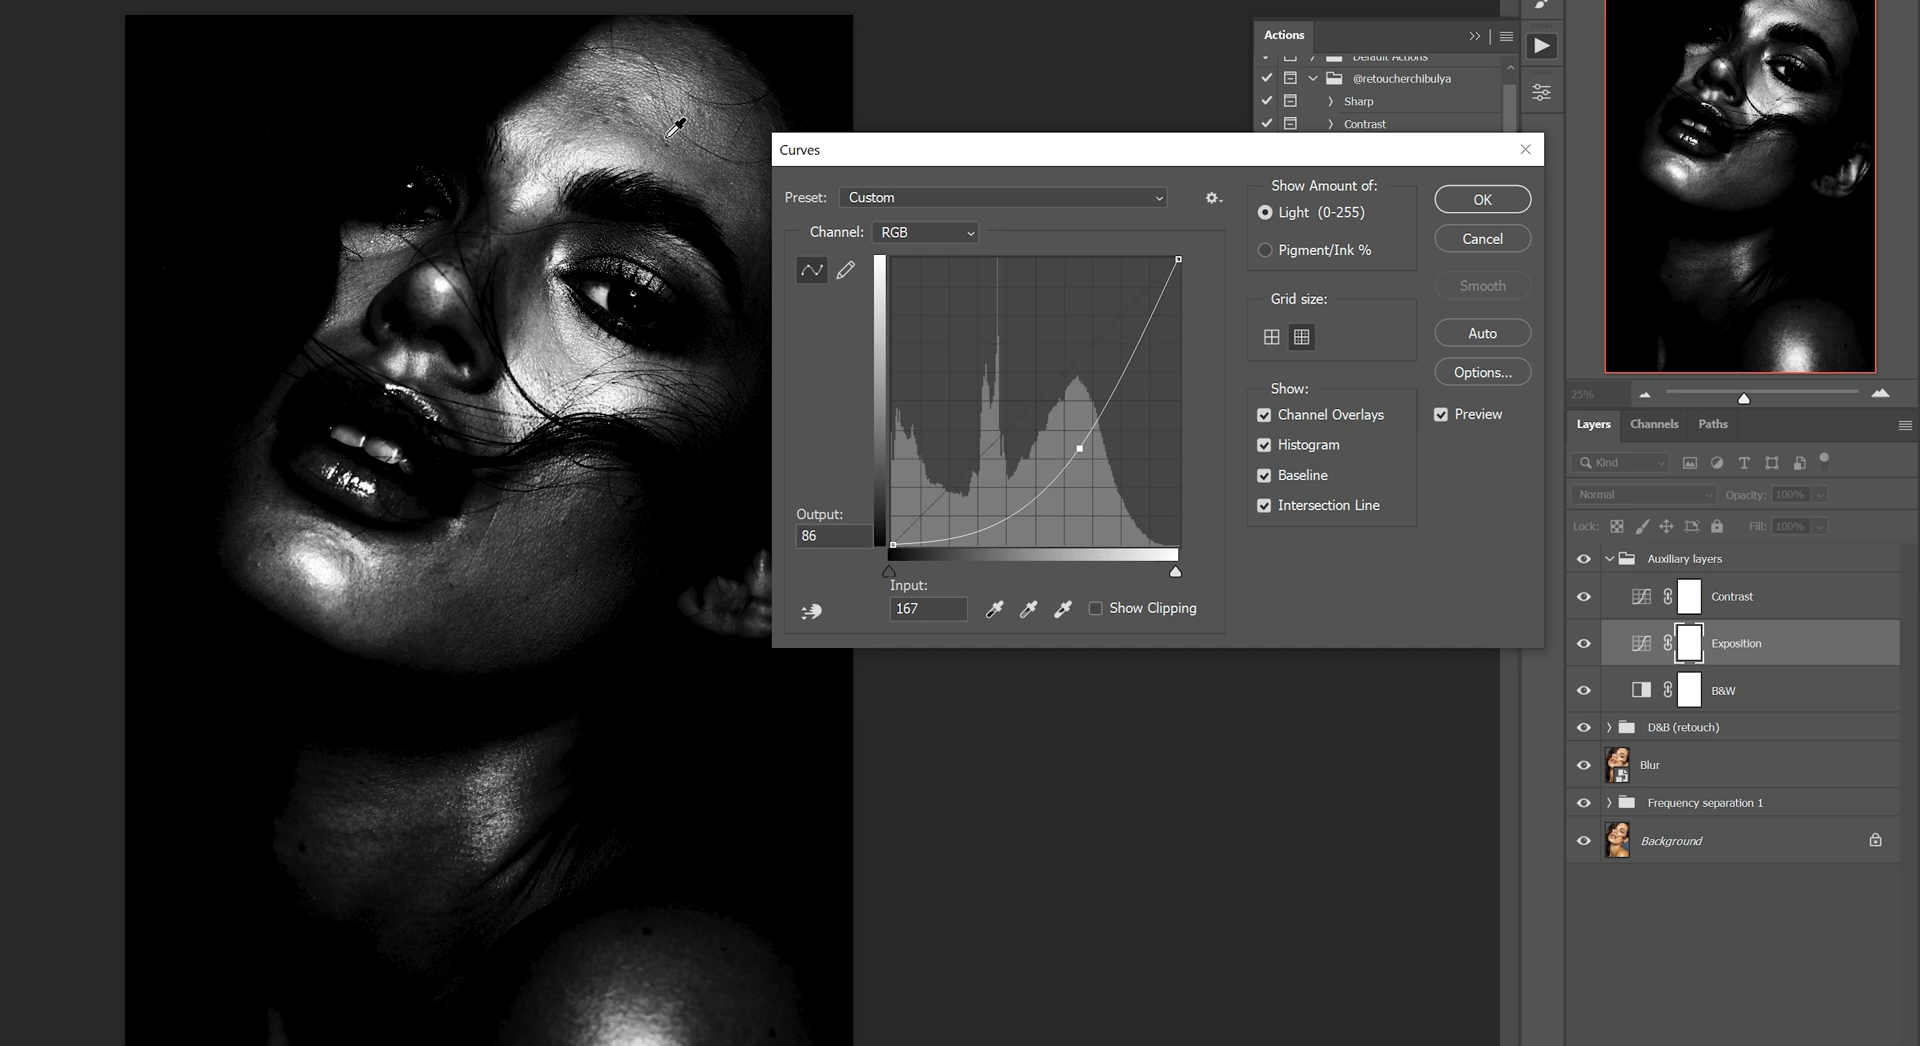 Actions
Default Actions
@retoucherchibulya
Sharp
Contrast
Curves
Preset: Custom
Channel: RGB
Output:
86
Input:
167
Show Clipping
Show Amount of:
Light (0-255)
Pigment/Ink %
Grid size:
Show:
Channel Overlays
Histogram
Baseline
Intersection Line
OK
Cancel
Smooth
Auto
Options...
Preview
25%
Layers Channels Paths
Kind
Normal Opacity: 100%
Lock: Fill: 100%
Auxiliary layers
Contrast
Exposition
B&W
D&B (retouch)
Blur
Frequency separation 1
Background